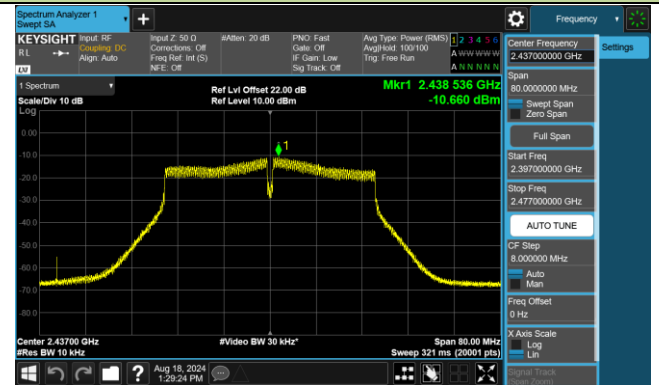 Spectrum Analyzer 1
Swept SA
Frequency
KEYSIGHT
RL
LXI
Input: RF
Coupling: DC
Align: Auto
Input Z: 50 Ω
Corrections: Off
Freq Ref: Int (S)
NFE: Off
#Atten: 20 dB
PNO: Fast
Gate: Off
IF Gain: Low
Sig Track: Off
Avg Type: Power (RMS)
Avg|Hold: 100/100
Trig: Free Run
1 2 3 4 5 6
A W W W W W
A N N N N N
1 Spectrum
Scale/Div 10 dB
Log
Ref Lvl Offset 22.00 dB
Ref Level 10.00 dBm
Mkr1 2.438 536 GHz
-10.660 dBm
1
0.00
-10.0
-20.0
-30.0
-40.0
-50.0
-60.0
-70.0
-80.0
Center 2.43700 GHz
#Res BW 10 kHz
#Video BW 30 kHz*
Span 80.00 MHz
Sweep 321 ms (20001 pts)
Aug 18, 2024
1:29:24 PM
?
Center Frequency
2.437000000 GHz
Span
80.0000000 MHz
Swept Span
Zero Span
Full Span
Start Freq
2.397000000 GHz
Stop Freq
2.477000000 GHz
AUTO TUNE
CF Step
8.000000 MHz
Auto
Man
Freq Offset
0 Hz
X Axis Scale
Log
Lin
Signal Track
(Span Zoom)
Settings